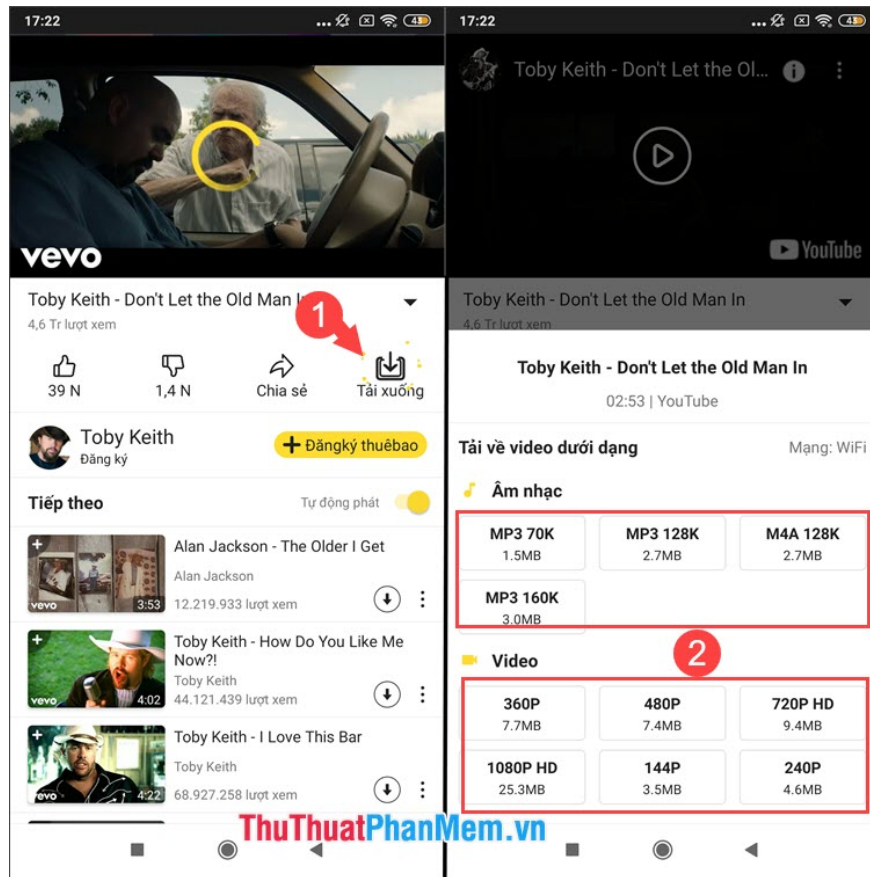 17:22
vevo
Toby Keith - Don't Let the Old Man I
4,6 Tr lượt xem
1
39 N
1,4 N
Chia sẻ
Tải xuống
Toby Keith
Đăng ký
+ Đăngký thuêbao
Tiếp theo
Tự động phát
Alan Jackson - The Older I Get
Alan Jackson
12.219.933 lượt xem
vevo
3:53
Toby Keith - How Do You Like Me
Now?!
Toby Keith
44.121.439 lượt xem
vevo
4:02
Toby Keith - I Love This Bar
Toby Keith
68.927.258 lượt xem
evo
4:22
17:22
43
Toby Keith - Don't Let the Ol...
YouTube
Toby Keith - Don't Let the Old Man In
4,6 Tr lượt xem
Toby Keith - Don't Let the Old Man In
02:53 | YouTube
Tải về video dưới dạng
Mạng: WiFi
Âm nhạc
MP3 70K
1.5MB
MP3 128K
2.7MB
M4A 128K
2.7MB
MP3 160K
3.0MB
2
Video
360P
7.7MB
480P
7.4MB
720P HD
9.4MB
1080P HD
25.3MB
144P
3.5MB
240P
4.6MB
ThuThuatPhanMem.vn